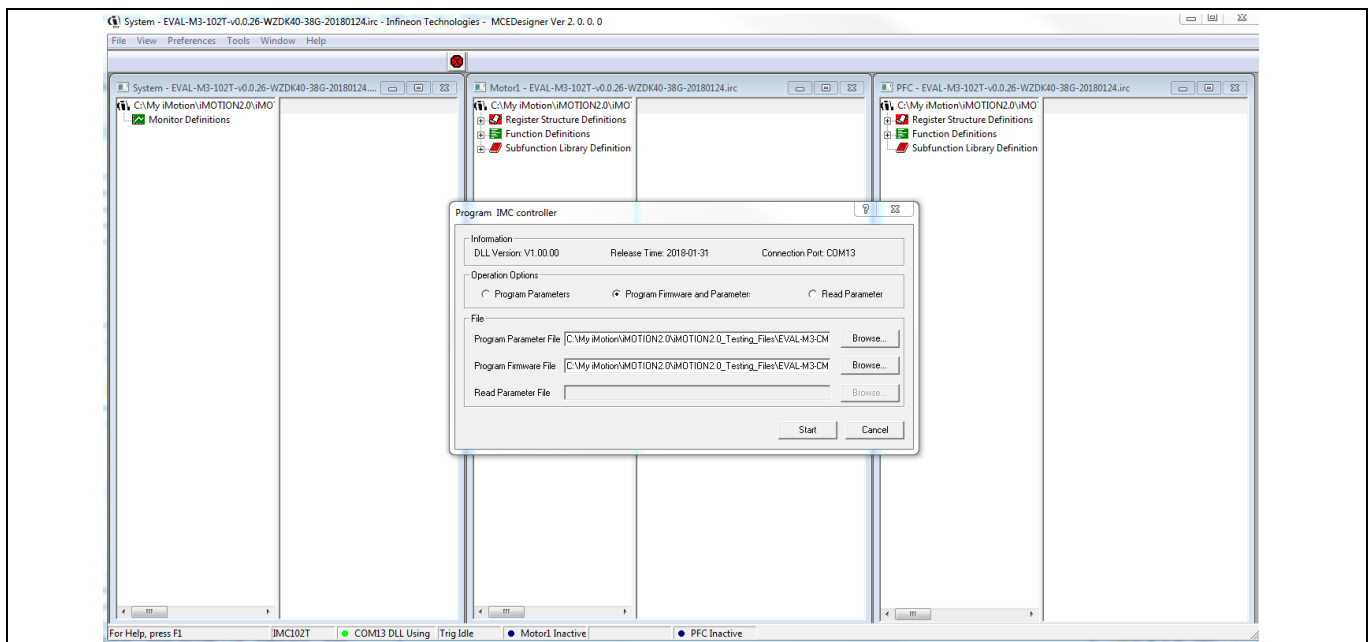 System - EVAL-M3-102T-v0.0.26-WZDK40-38G-20180124.irc - Infineon Technologies - MCEDesigner Ver 2. 0. 0. 0
File View Preferences Tools Window Help
System - EVAL-M3-102T-v0.0.26-WZDK40-38G-20180124....
C:\My iMotion\iMOTION2.0\iMO
Monitor Definitions
Motor1 - EVAL-M3-102T-v0.0.26-WZDK40-38G-20180124.irc
C:\My iMotion\iMOTION2.0\iMO
Register Structure Definitions
Function Definitions
Subfunction Library Definition
PFC - EVAL-M3-102T-v0.0.26-WZDK40-38G-20180124.irc
C:\My iMotion\iMOTION2.0\iMO
Register Structure Definitions
Function Definitions
Subfunction Library Definition
Program IMC controller
Information
DLL Version: V1.00.00 Release Time: 2018-01-31 Connection Port: COM13
Operation Options
Program Parameters Program Firmware and Parameter Read Parameter
File
Program Parameter File C:\My iMotion\iMOTION2.0\iMOTION2.0_Testing_Files\EVAL-M3-CM Browse...
Program Firmware File C:\My iMotion\iMOTION2.0\iMOTION2.0_Testing_Files\EVAL-M3-CM Browse...
Read Parameter File Browse...
Start Cancel
For Help, press F1 IMC102T COM13 DLL Using Trig Idle Motor1 Inactive PFC Inactive